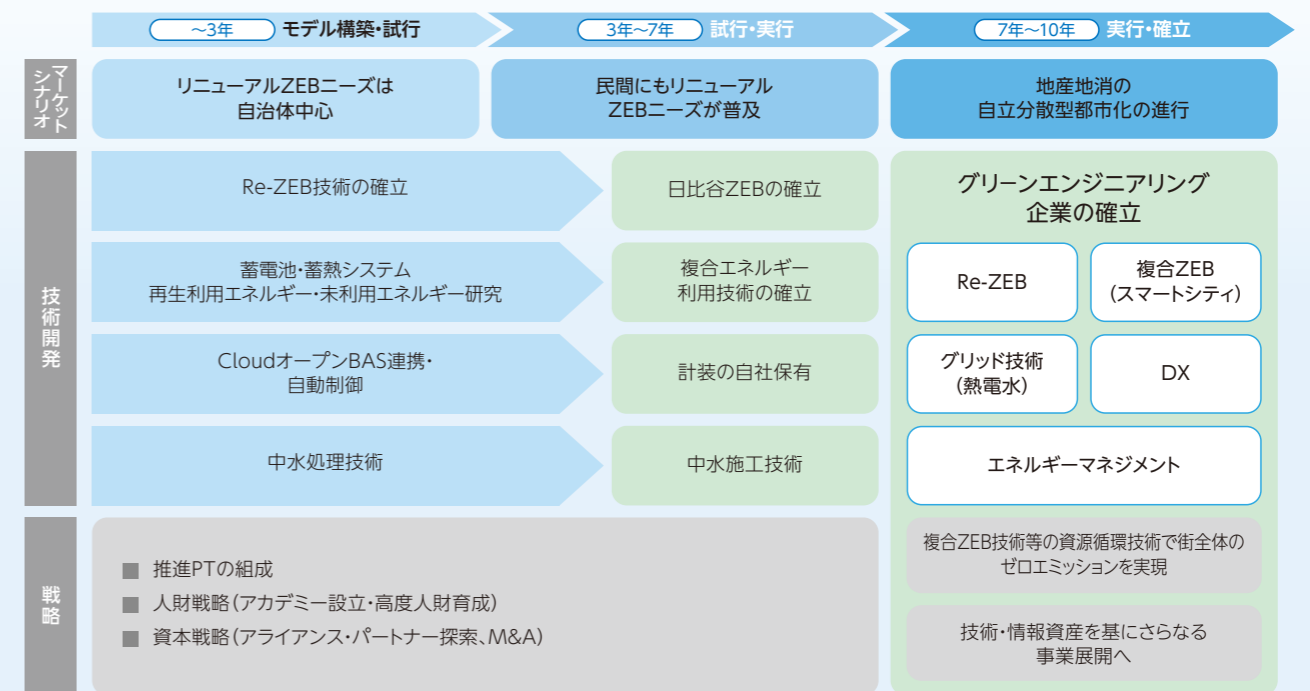 ~3年 モデル構築・試行
3年~7年 試行・実行
7年~10年 実行・確立
マーケット
シナリオ
リニューアルZEBニーズは
自治体中心
民間にもリニューアル
ZEBニーズが普及
地産地消の
自立分散型都市化の進行
技術開発
Re-ZEB技術の確立
日比谷ZEBの確立
蓄電池・蓄熱システム
再生利用エネルギー・未利用エネルギー研究
複合エネルギー
利用技術の確立
CloudオープンBAS連携・
自動制御
計装の自社保有
中水処理技術
中水施工技術
グリーンエンジニアリング
企業の確立
Re-ZEB
複合ZEB
(スマートシティ)
グリッド技術
(熱電水)
DX
エネルギーマネジメント
戦略
■ 推進PTの組成
■ 人財戦略(アカデミー設立・高度人財育成)
■ 資本戦略(アライアンス・パートナー探索、M&A)
複合ZEB技術等の資源循環技術で街全体の
ゼロエミッションを実現
技術・情報資産を基にさらなる
事業展開へ